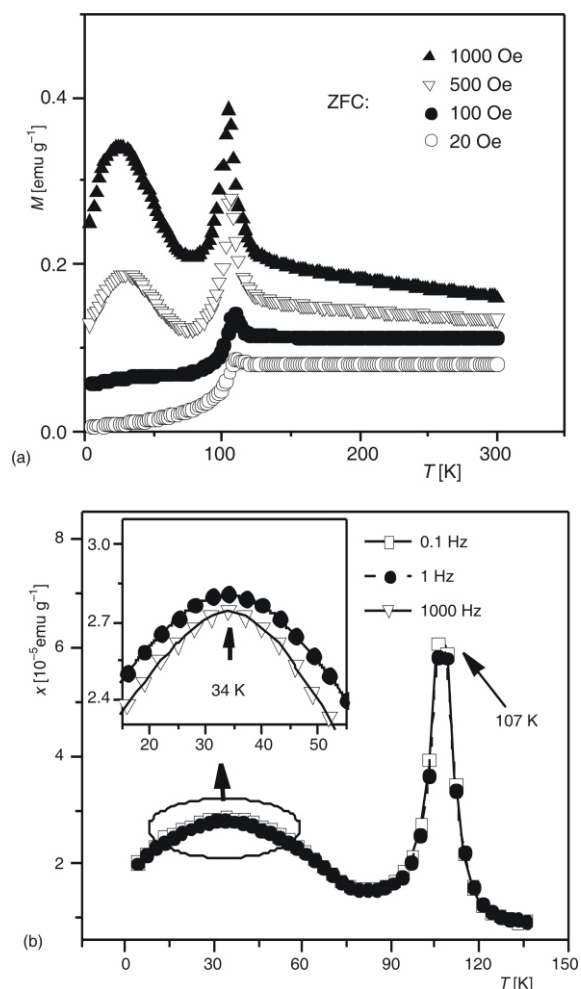 ZFC:
1000 Oe
500 Oe
100 Oe
20 Oe
M [emu g⁻¹]
0.4
0.2
0.0
0
100
200
300
T [K]
(a)
x [10⁻⁵emu g⁻¹]
8
6
4
2
3.0
2.7
2.4
20
30
40
50
34 K
0.1 Hz
1 Hz
1000 Hz
107 K
0
30
60
90
120
150
T [K]
(b)